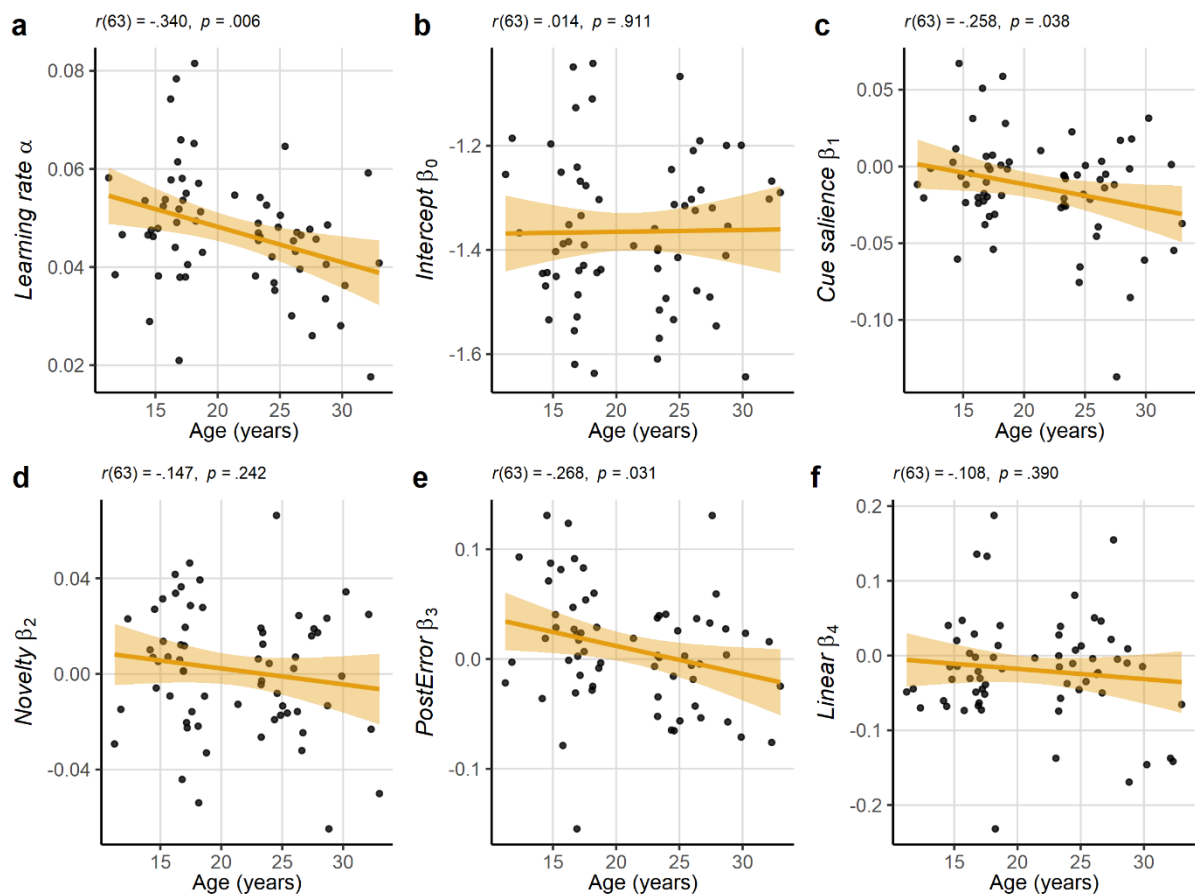 r(63) = -.340, p = .006
a
Learning rate α
0.08
0.06
0.04
0.02
15 20 25 30
Age (years)
r(63) = .014, p = .911
b
Intercept β0
-1.2
-1.4
-1.6
15 20 25 30
Age (years)
r(63) = -.258, p = .038
c
Cue salience β1
0.05
0.00
-0.05
-0.10
15 20 25 30
Age (years)
r(63) = -.147, p = .242
d
Novelty β2
0.04
0.00
-0.04
15 20 25 30
Age (years)
r(63) = -.268, p = .031
e
PostError β3
0.1
0.0
-0.1
15 20 25 30
Age (years)
r(63) = -.108, p = .390
f
Linear β4
0.2
0.1
0.0
-0.1
-0.2
15 20 25 30
Age (years)